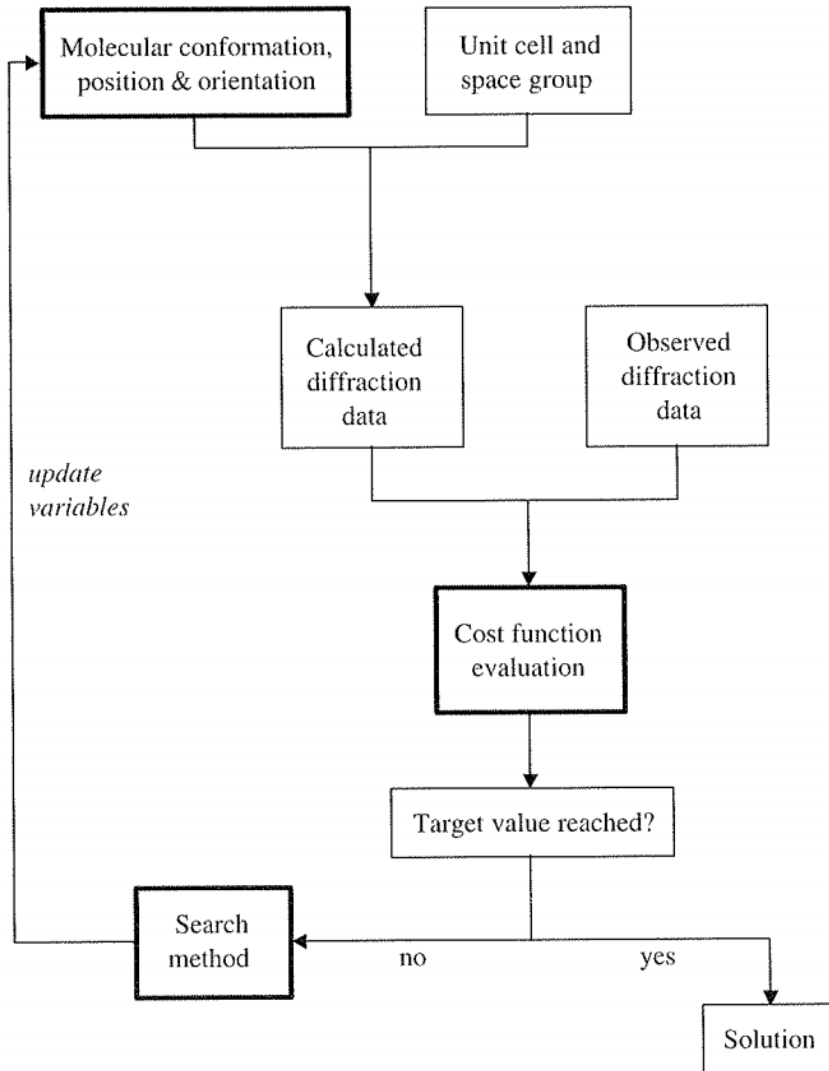 Molecular conformation,
position & orientation
Unit cell and
space group
Calculated
diffraction
data
Observed
diffraction
data
update
variables
Cost function
evaluation
Target value reached?
Search
method
no
yes
Solution